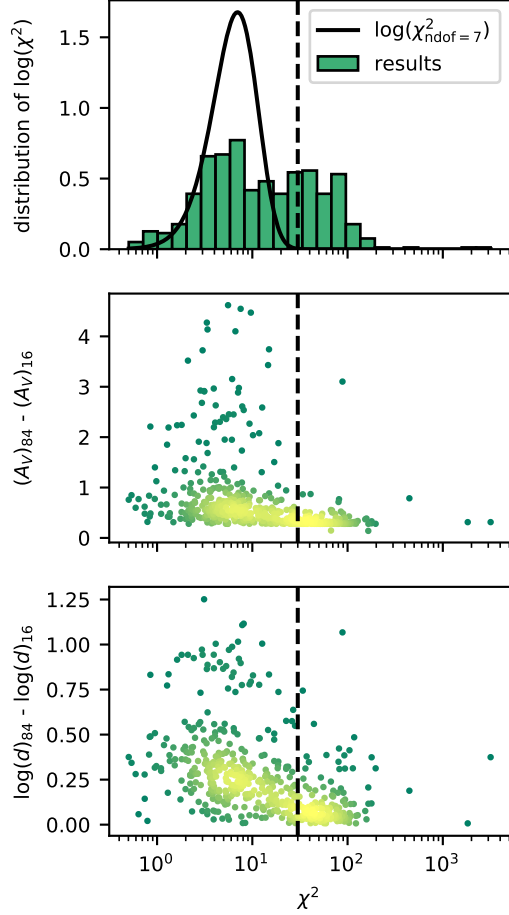 distribution of log(χ²)
1.5
1.0
0.5
0.0
log(χ²ndof = 7)
results
(A_V)₈₄ - (A_V)₁₆
4
3
2
1
0
log(d)₈₄ - log(d)₁₆
1.25
1.00
0.75
0.50
0.25
0.00
10⁰ 10¹ 10² 10³
χ²